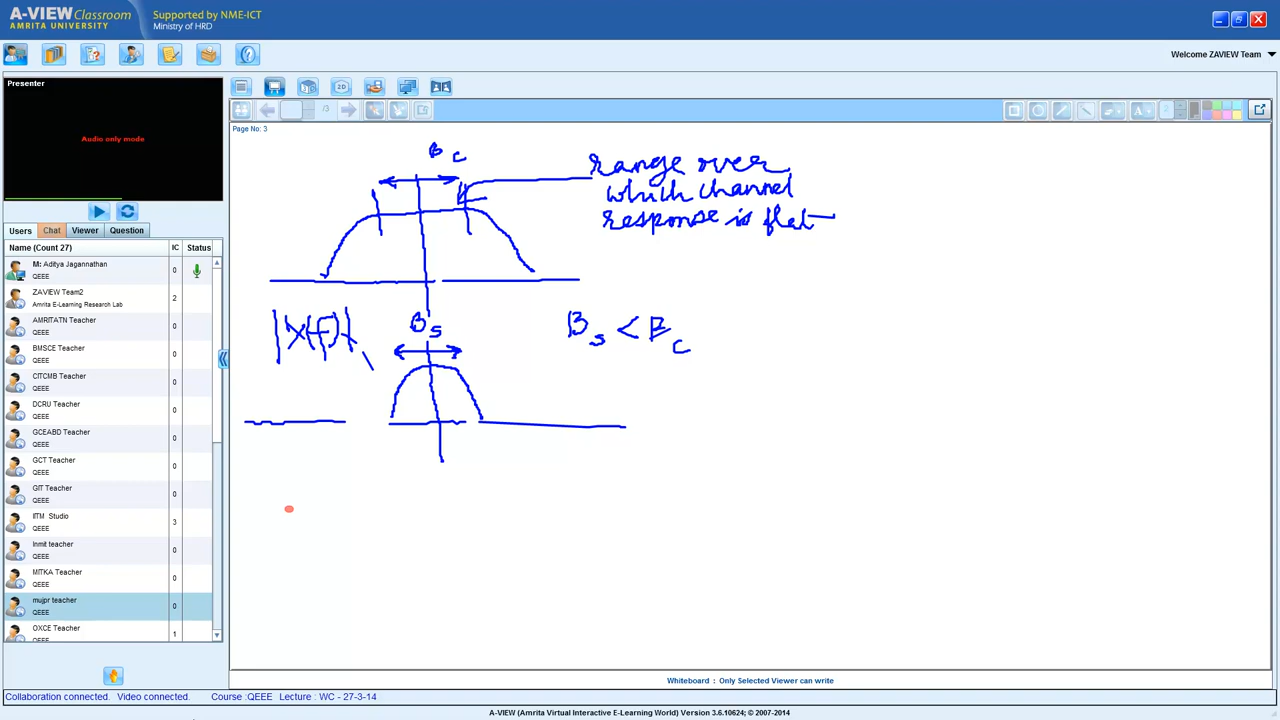 A-VIEW Classroom
AMRITA UNIVERSITY
Supported by NME-ICT
Ministry of HRD
Welcome ZAVIEW Team
Presenter
Audio only mode
Users
Chat
Viewer
Question
Name (Count 27)
IC
Status
M: Aditya Jagannathan
QEEE
0
ZAVIEW Team2
Amrita E-Learning Research Lab
2
AMRITATN Teacher
QEEE
0
BMSCE Teacher
QEEE
0
CITCMB Teacher
QEEE
0
DCRU Teacher
QEEE
0
GCEABD Teacher
QEEE
0
GCT Teacher
QEEE
0
GIT Teacher
QEEE
0
IITM Studio
QEEE
3
Inmit teacher
QEEE
0
MITKA Teacher
QEEE
0
mujpr teacher
QEEE
0
OXCE Teacher
QEEE
1
2D
/3
A
2
Page No: 3
Bc
range over
which channel
response is flat
|X(f)|
Bs
Bs < Bc
Whiteboard : Only Selected Viewer can write
Collaboration connected. Video connected. Course :QEEE Lecture : WC - 27-3-14
A-VIEW (Amrita Virtual Interactive E-Learning World) Version 3.6.10624; © 2007-2014